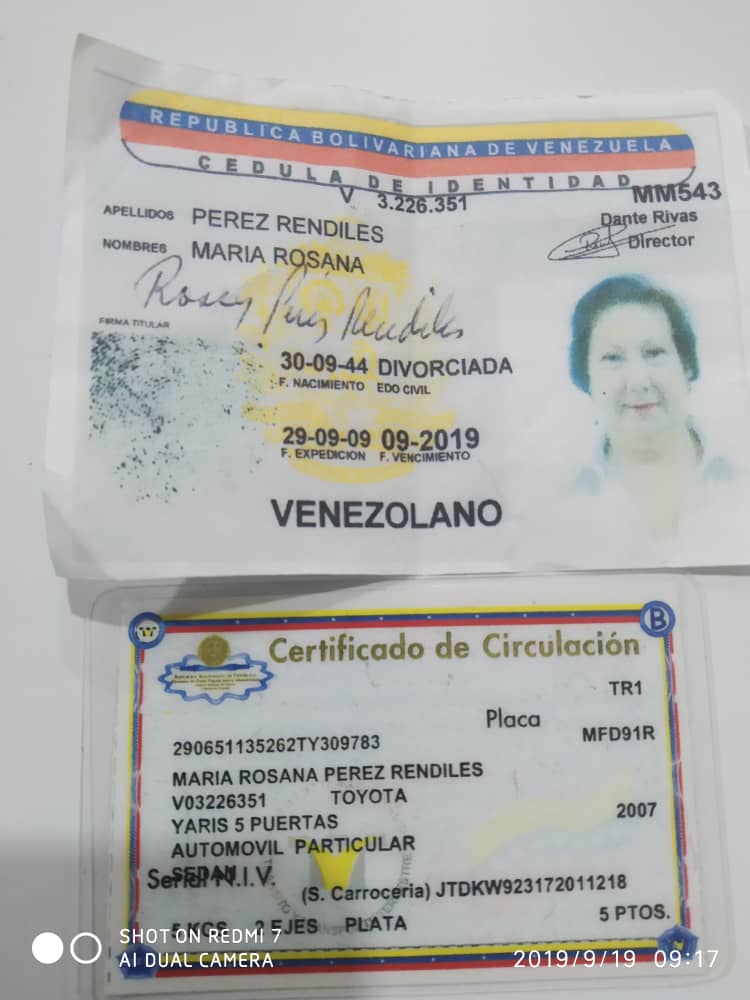 REPUBLICA BOLIVARIANA DE VENEZUELA
CEDULA DE IDENTIDAD
V 3.226.351
MM543
APELLIDOS PEREZ RENDILES
Dante Rivas
Director
NOMBRES MARIA ROSANA
Rosa Pérez Rendiles
FIRMA TITULAR
30-09-44 DIVORCIADA
F. NACIMIENTO EDO CIVIL
29-09-09 09-2019
F. EXPEDICION F. VENCIMIENTO
VENEZOLANO
B
Certificado de Circulación
TR1
Placa
290651135262TY309783
MFD91R
MARIA ROSANA PEREZ RENDILES
V03226351 TOYOTA
YARIS 5 PUERTAS
2007
AUTOMOVIL PARTICULAR
SEDAN
Serial N.I.V.
(S. Carroceria) JTDKW923172011218
KGS 2 EJES PLATA
5 PTOS.
SHOT ON REDMI 7
AI DUAL CAMERA
2019/9/19 09:17